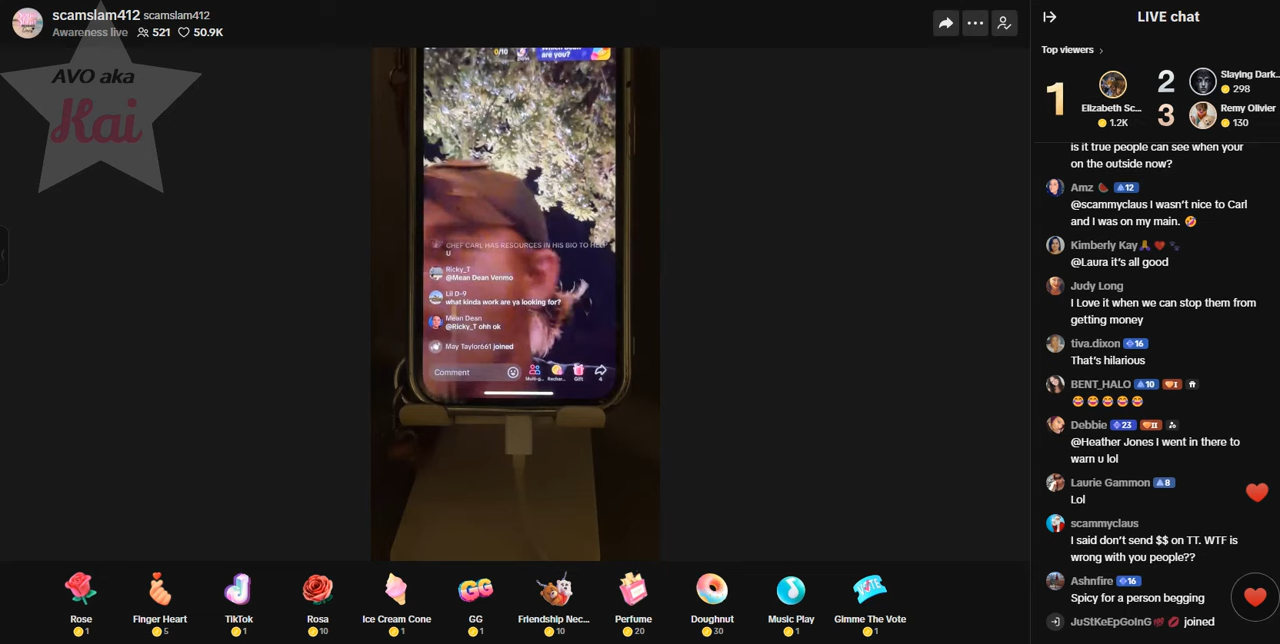 scamslam412 scamslam412
Awareness live 521 50.9K
AVO aka
Kai
LIVE chat
Top viewers >
1 Elizabeth Sc... 1.2K
2 Slaying Dark... 298
3 Remy Olivier 130
0/10
are you?
CHEF CARL HAS RESOURCES IN HIS BIO TO HELP
U
Ricky_T
@Mean Dean Venmo
Lil D-9
what kinda work are ya looking for?
Mean Dean
@Ricky_T ohh ok
May Taylor661 joined
Comment
Multi-g... Rechar... Gift 4
is it true people can see when your
on the outside now?
Amz 12
@scammyclaus I wasn't nice to Carl
and I was on my main.
Kimberly Kay
@Laura it's all good
Judy Long
I Love it when we can stop them from
getting money
tiva.dixon 16
That's hilarious
BENT_HALO 10 I
Debbie 23 II
@Heather Jones I went in there to
warn u lol
Laurie Gammon 8
Lol
scammyclaus
I said don't send $$ on TT. WTF is
wrong with you people??
Ashnfire 16
Spicy for a person begging
JuStKeEpGoInG joined
Rose Finger Heart TikTok Rosa Ice Cream Cone GG Friendship Nec... Perfume Doughnut Music Play Gimme The Vote
1 5 1 10 1 1 10 20 30 1 1